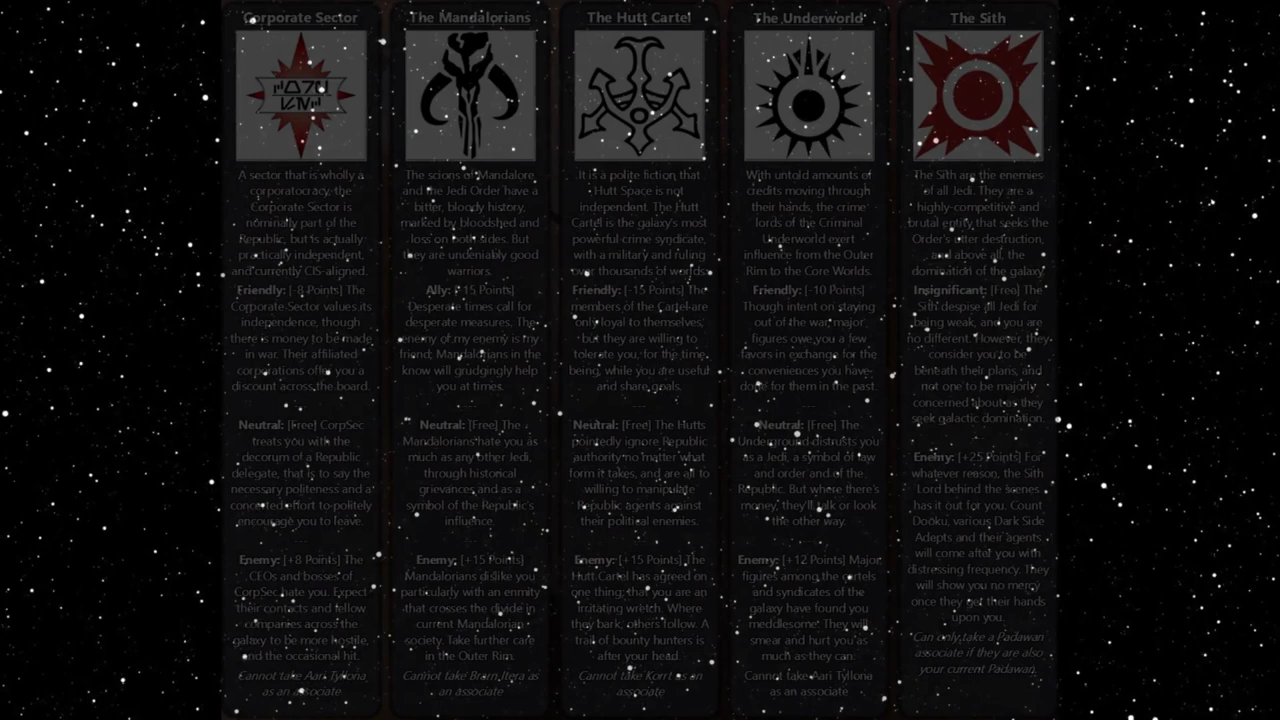 Corporate Sector
A sector that is wholly a
corporatocracy, the
Corporate Sector is
nominally part of the
Republic, but is actually
practically independent,
and currently CIS-aligned.
Friendly: [-8 Points] The
Corporate Sector values its
independence, though
there is money to be made
in war. Their affiliated
corporations offer you a
discount across the board.
Neutral: [Free] CorpSec
treats you with the
decorum of a Republic
delegate, that is to say the
necessary politeness and a
concerted effort to politely
encourage you to leave.
Enemy: [+8 Points] The
CEOs and bosses of
CorpSec hate you. Expect
their contacts and fellow
companies across the
galaxy to be more hostile,
and the occasional hit.
Cannot take Aari Tyllona
as an associate
The Mandalorians
The scions of Mandalore
and the Jedi Order have a
bitter, bloody history,
marked by bloodshed and
loss on both sides. But
they are undeniably good
warriors.
Ally: [-15 Points]
Desperate times call for
desperate measures. The
enemy of my enemy is my
friend; Mandalorians in the
know will grudgingly help
you at times.
Neutral: [Free] The
Mandalorians hate you as
much as any other Jedi,
through historical
grievances and as a
symbol of the Republic's
influence.
Enemy: [+15 Points]
Mandalorians dislike you
particularly with an enmity
that crosses the divide in
current Mandalorian
society. Take further care
in the Outer Rim.
Cannot take Bram Itera as
an associate
The Hutt Cartel
It is a polite fiction that
Hutt Space is not
independent. The Hutt
Cartel is the galaxy's most
powerful crime syndicate,
with a military and ruling
over thousands of worlds.
Friendly: [-15 Points] The
members of the Cartel are
only loyal to themselves,
but they are willing to
tolerate you, for the time
being, while you are useful
and share goals.
Neutral: [Free] The Hutts
pointedly ignore Republic
authority no matter what
form it takes, and are all to
willing to manipulate
Republic agents against
their political enemies.
Enemy: [+15 Points] The
Hutt Cartel has agreed on
one thing: that you are an
irritating wretch. Where
they bark, others follow. A
trail of bounty hunters is
after your head.
Cannot take Korrt as an
associate
The Underworld
With untold amounts of
credits moving through
their hands, the crime
lords of the Criminal
Underworld exert
influence from the Outer
Rim to the Core Worlds.
Friendly: [-10 Points]
Though intent on staying
out of the war, major
figures owe you a few
favors in exchange for the
conveniences you have
done for them in the past.
Neutral: [Free] The
Underground distrusts you
as a Jedi, a symbol of law
and order and of the
Republic. But where there's
money, they'll talk or look
the other way.
Enemy: [+12 Points] Major
figures among the cartels
and syndicates of the
galaxy have found you
meddlesome. They will
smear and hurt you as
much as they can.
Cannot take Aari Tyllona
as an associate
The Sith
The Sith are the enemies
of all Jedi. They are a
highly-competitive and
brutal entity that seeks the
Order's utter destruction,
and above all, the
domination of the galaxy.
Insignificant: [Free] The
Sith despise all Jedi for
being weak, and you are
no different. However, they
consider you to be
beneath their plans, and
not one to be majorly
concerned about as they
seek galactic domination.
Enemy: [+25 Points] For
whatever reason, the Sith
Lord behind the scenes
has it out for you. Count
Dooku, various Dark Side
Adepts and their agents
will come after you with
distressing frequency. They
will show you no mercy
once they get their hands
upon you.
Can only take a Padawan
associate if they are also
your current Padawan.